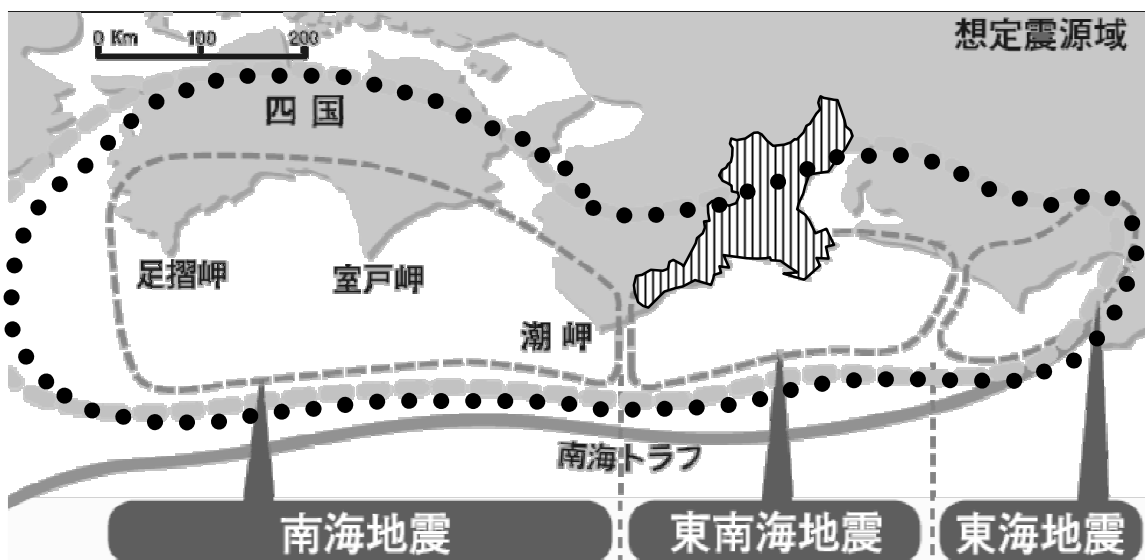 0 Km 100 200
想定震源域
四国
足摺岬
室戸岬
潮岬
南海トラフ
南海地震
東南海地震
東海地震